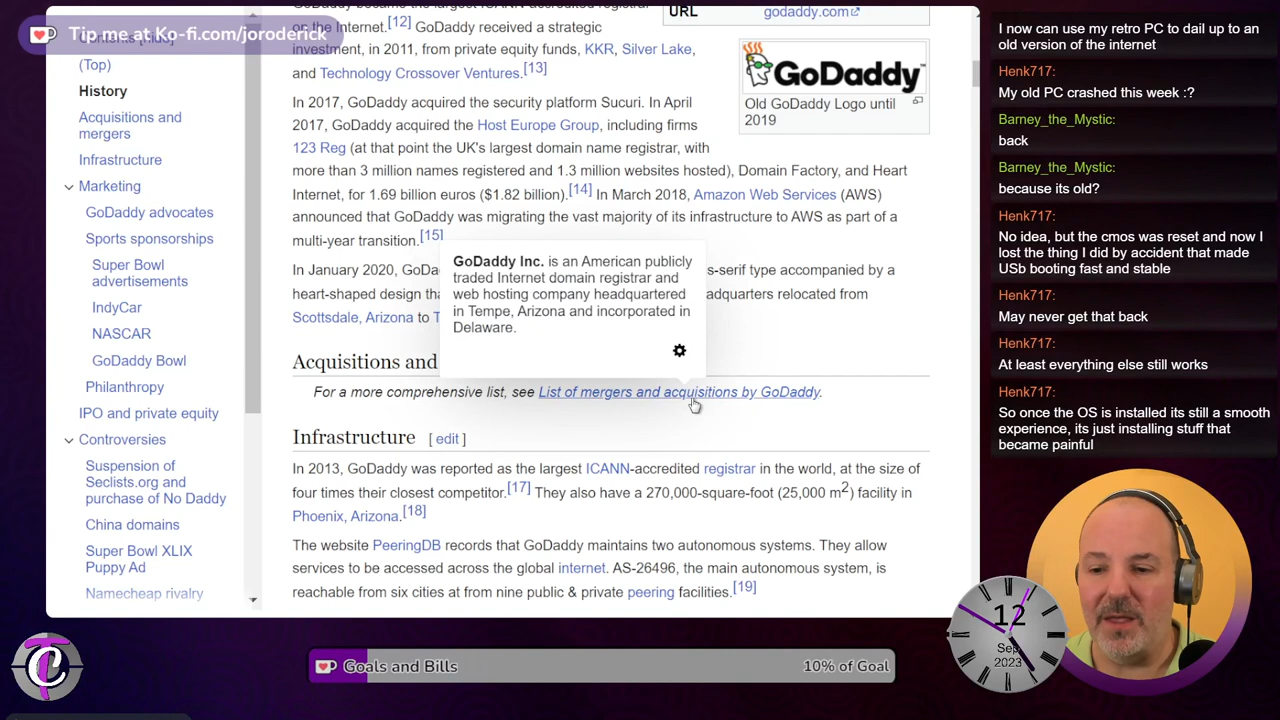 Tip me at Ko-fi.com/joroderick
Contents [hide]
(Top)
History
Acquisitions and
mergers
Infrastructure
Marketing
GoDaddy advocates
Sports sponsorships
Super Bowl
advertisements
IndyCar
NASCAR
GoDaddy Bowl
Philanthropy
IPO and private equity
Controversies
Suspension of
Seclists.org and
purchase of No Daddy
China domains
Super Bowl XLIX
Puppy Ad
Namecheap rivalry
GoDaddy became the largest ICANN-accredited registrar
on the Internet.[12] GoDaddy received a strategic
investment, in 2011, from private equity funds, KKR, Silver Lake,
and Technology Crossover Ventures.[13]
In 2017, GoDaddy acquired the security platform Sucuri. In April
2017, GoDaddy acquired the Host Europe Group, including firms
123 Reg (at that point the UK's largest domain name registrar, with
more than 3 million names registered and 1.3 million websites hosted), Domain Factory, and Heart
Internet, for 1.69 billion euros ($1.82 billion).[14] In March 2018, Amazon Web Services (AWS)
announced that GoDaddy was migrating the vast majority of its infrastructure to AWS as part of a
multi-year transition.[15]
In January 2020, GoDa s-serif type accompanied by a
heart-shaped design tha adquarters relocated from
Scottsdale, Arizona to T
GoDaddy Inc. is an American publicly
traded Internet domain registrar and
web hosting company headquartered
in Tempe, Arizona and incorporated in
Delaware.
Acquisitions and
For a more comprehensive list, see List of mergers and acquisitions by GoDaddy.
Infrastructure [ edit ]
In 2013, GoDaddy was reported as the largest ICANN-accredited registrar in the world, at the size of
four times their closest competitor.[17] They also have a 270,000-square-foot (25,000 m2) facility in
Phoenix, Arizona.[18]
The website PeeringDB records that GoDaddy maintains two autonomous systems. They allow
services to be accessed across the global internet. AS-26496, the main autonomous system, is
reachable from six cities at from nine public & private peering facilities.[19]
URL godaddy.com
GoDaddy
Old GoDaddy Logo until
2019
I now can use my retro PC to dail up to an
old version of the internet
Henk717:
My old PC crashed this week :?
Barney_the_Mystic:
back
Barney_the_Mystic:
because its old?
Henk717:
No idea, but the cmos was reset and now I
lost the thing I did by accident that made
USb booting fast and stable
Henk717:
May never get that back
Henk717:
At least everything else still works
Henk717:
So once the OS is installed its still a smooth
experience, its just installing stuff that
became painful
12
Sep
2023
Goals and Bills
10% of Goal